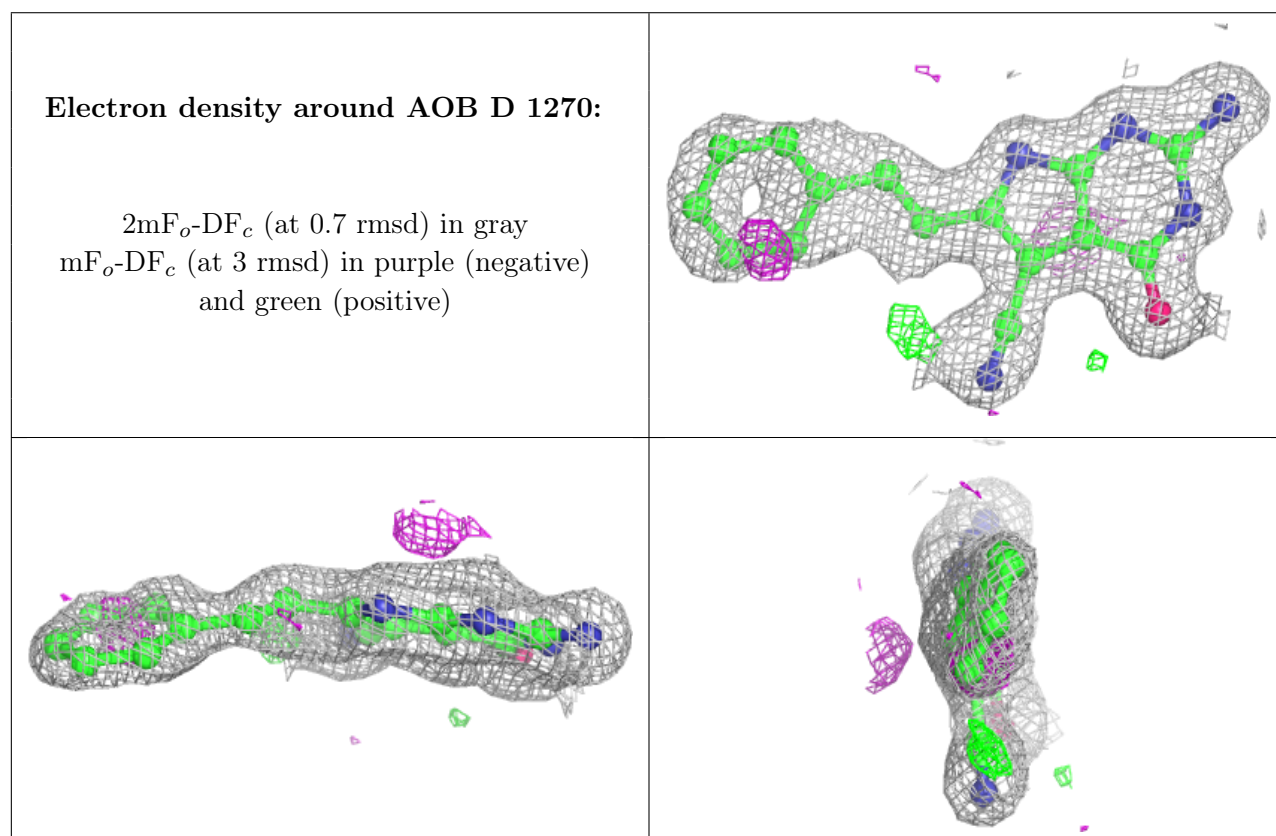 Electron density around AOB D 1270:
2mFₒ-DF𝒸 (at 0.7 rmsd) in gray
mFₒ-DF𝒸 (at 3 rmsd) in purple (negative)
and green (positive)